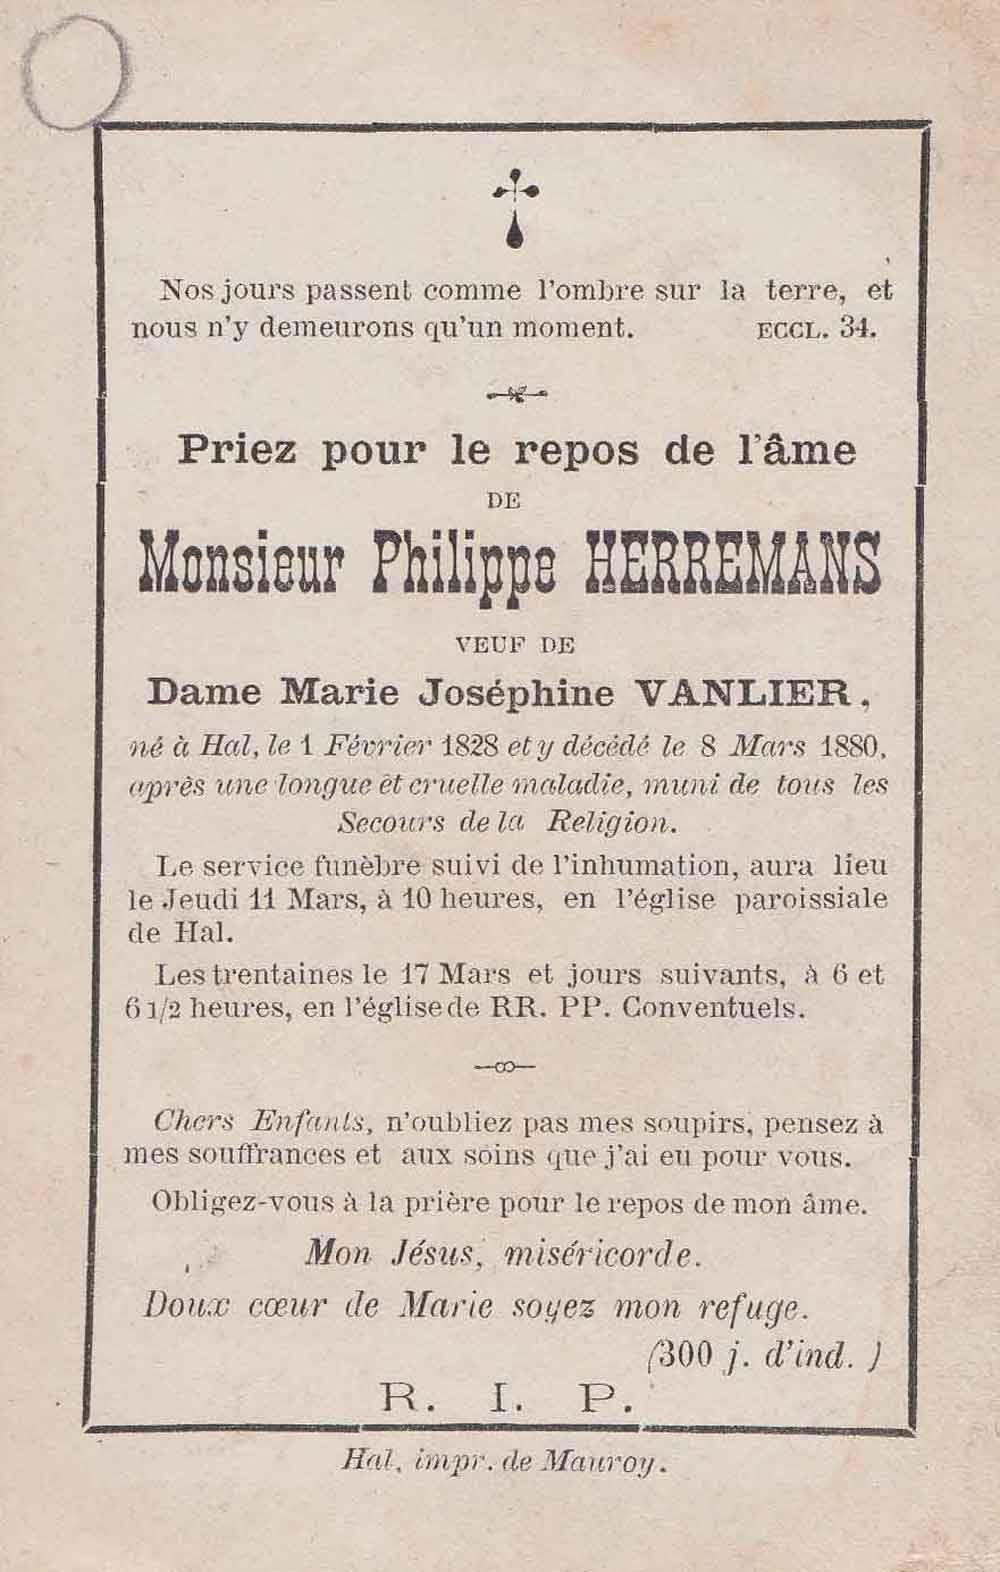 Nos jours passent comme l'ombre sur la terre, et
nous n'y demeurons qu'un moment. ECCL. 34.
Priez pour le repos de l'âme
DE
Monsieur Philippe HERREMANS
VEUF DE
Dame Marie Joséphine VANLIER,
né à Hal, le 1 Février 1828 et y décédé le 8 Mars 1880,
après une longue èt cruelle maladie, muni de tous les
Secours de la Religion.
Le service funèbre suivi de l'inhumation, aura lieu
le Jeudi 11 Mars, à 10 heures, en l'église paroissiale
de Hal.
Les trentaines le 17 Mars et jours suivants, à 6 et
6 1/2 heures, en l'église de RR. PP. Conventuels.
Chers Enfants, n'oubliez pas mes soupirs, pensez à
mes souffrances et aux soins que j'ai eu pour vous.
Obligez-vous à la prière pour le repos de mon âme.
Mon Jésus, miséricorde.
Doux cœur de Marie soyez mon refuge.
(300 j. d'ind.)
R. I. P.
Hal, impr. de Mauroy.